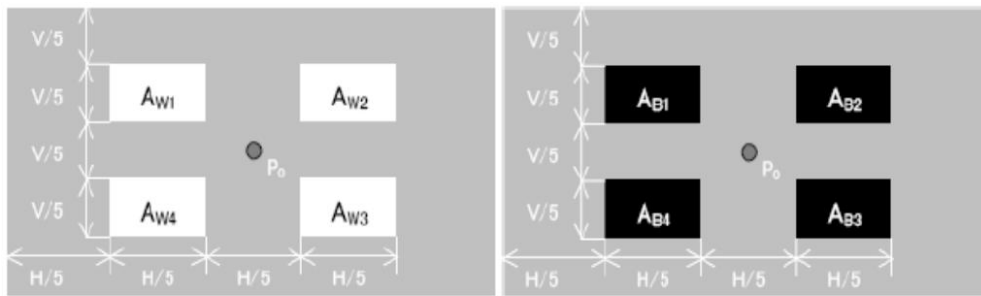 V/5
V/5
A_W1
A_W2
V/5
P_o
V/5
A_W4
A_W3
H/5 H/5 H/5 H/5
V/5
V/5
A_B1
A_B2
V/5
P_o
V/5
A_B4
A_B3
H/5 H/5 H/5 H/5